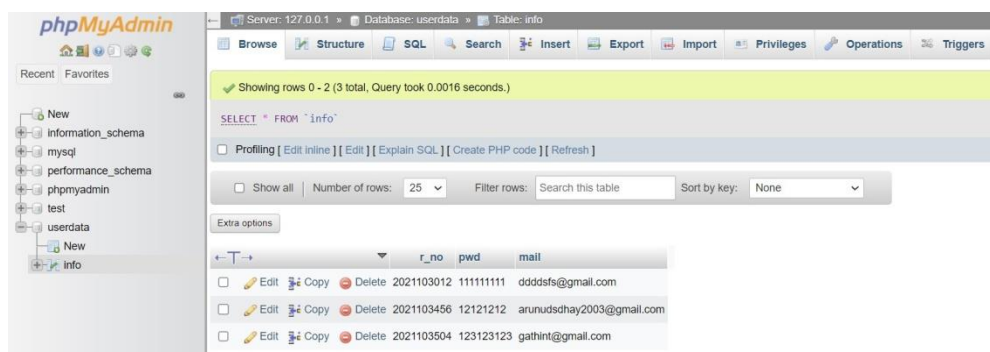 phpMyAdmin
Recent Favorites
New
information_schema
mysql
performance_schema
phpmyadmin
test
userdata
New
info
Server: 127.0.0.1 » Database: userdata » Table: info
Browse Structure SQL Search Insert Export Import Privileges Operations Triggers
Showing rows 0 - 2 (3 total, Query took 0.0016 seconds.)
SELECT * FROM `info`
Profiling [ Edit inline ] [ Edit ] [ Explain SQL ] [ Create PHP code ] [ Refresh ]
Show all Number of rows: 25 Filter rows: Search this table Sort by key: None
Extra options
r_no pwd mail
Edit Copy Delete 2021103012 111111111 ddddsfs@gmail.com
Edit Copy Delete 2021103456 12121212 arunudsdhay2003@gmail.com
Edit Copy Delete 2021103504 123123123 gathint@gmail.com